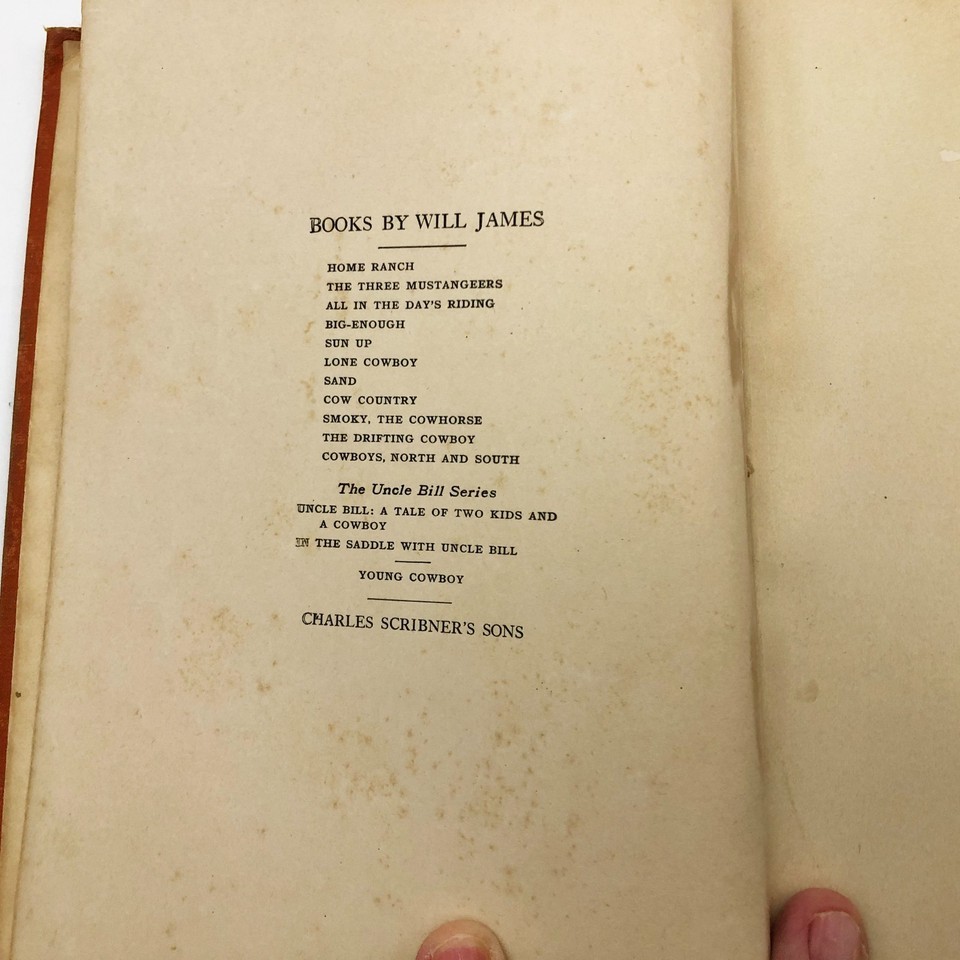 BOOKS BY WILL JAMES
HOME RANCH
THE THREE MUSTANGEERS
ALL IN THE DAY'S RIDING
BIG-ENOUGH
SUN UP
LONE COWBOY
SAND
COW COUNTRY
SMOKY, THE COWHORSE
THE DRIFTING COWBOY
COWBOYS, NORTH AND SOUTH
The Uncle Bill Series
UNCLE BILL: A TALE OF TWO KIDS AND
A COWBOY
IN THE SADDLE WITH UNCLE BILL
YOUNG COWBOY
CHARLES SCRIBNER'S SONS